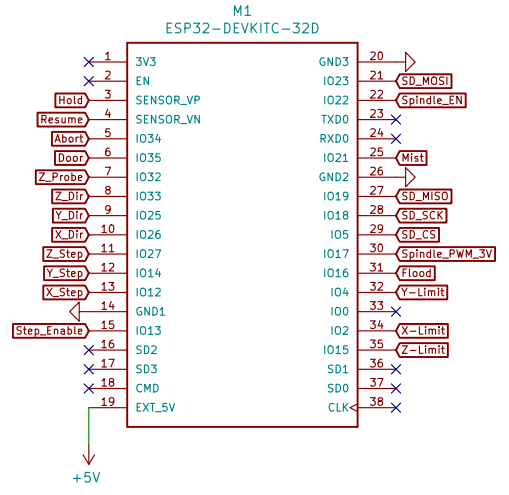 M1
ESP32-DEVKITC-32D
1 3V3
2 EN
Hold 3 SENSOR_VP
Resume 4 SENSOR_VN
Abort 5 IO34
Door 6 IO35
Z_Probe 7 IO32
Z_Dir 8 IO33
Y_Dir 9 IO25
X_Dir 10 IO26
Z_Step 11 IO27
Y_Step 12 IO14
X_Step 13 IO12
14 GND1
Step_Enable 15 IO13
16 SD2
17 SD3
18 CMD
19 EXT_5V
+5V
GND3 20
IO23 21 SD_MOSI
IO22 22 Spindle_EN
TXD0 23
RXD0 24
IO21 25 Mist
GND2 26
IO19 27 SD_MISO
IO18 28 SD_SCK
IO5 29 SD_CS
IO17 30 Spindle_PWM_3V
IO16 31 Flood
IO4 32 Y-Limit
IO0 33
IO2 34 X-Limit
IO15 35 Z-Limit
SD1 36
SD0 37
CLK 38